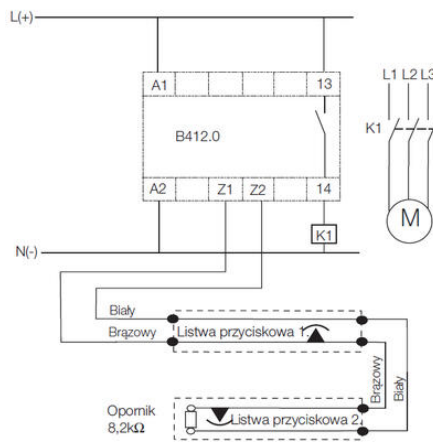 L(+)
A1
13
L1 L2 L3
K1
B412.0
M
A2
Z1
Z2
14
K1
N(-)
Biały
Brązowy
Listwa przyciskowa 1.
Brązowy
Biały
Opornik
8,2kΩ
Listwa przyciskowa 2.